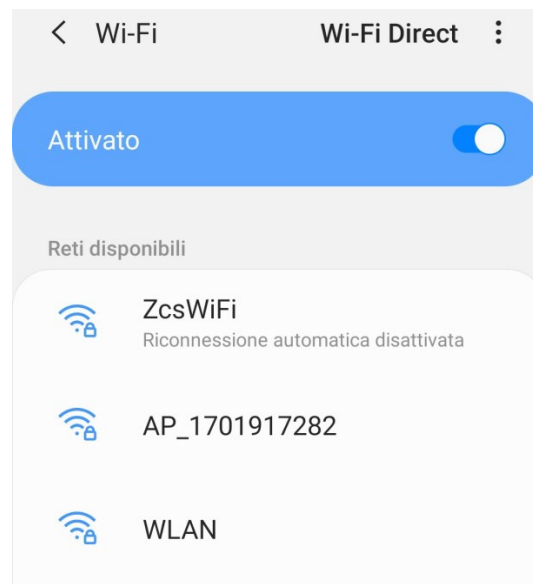 Wi-Fi Wi-Fi Direct
Attivato
Reti disponibili
ZcsWiFi
Riconnessione automatica disattivata
AP_1701917282
WLAN